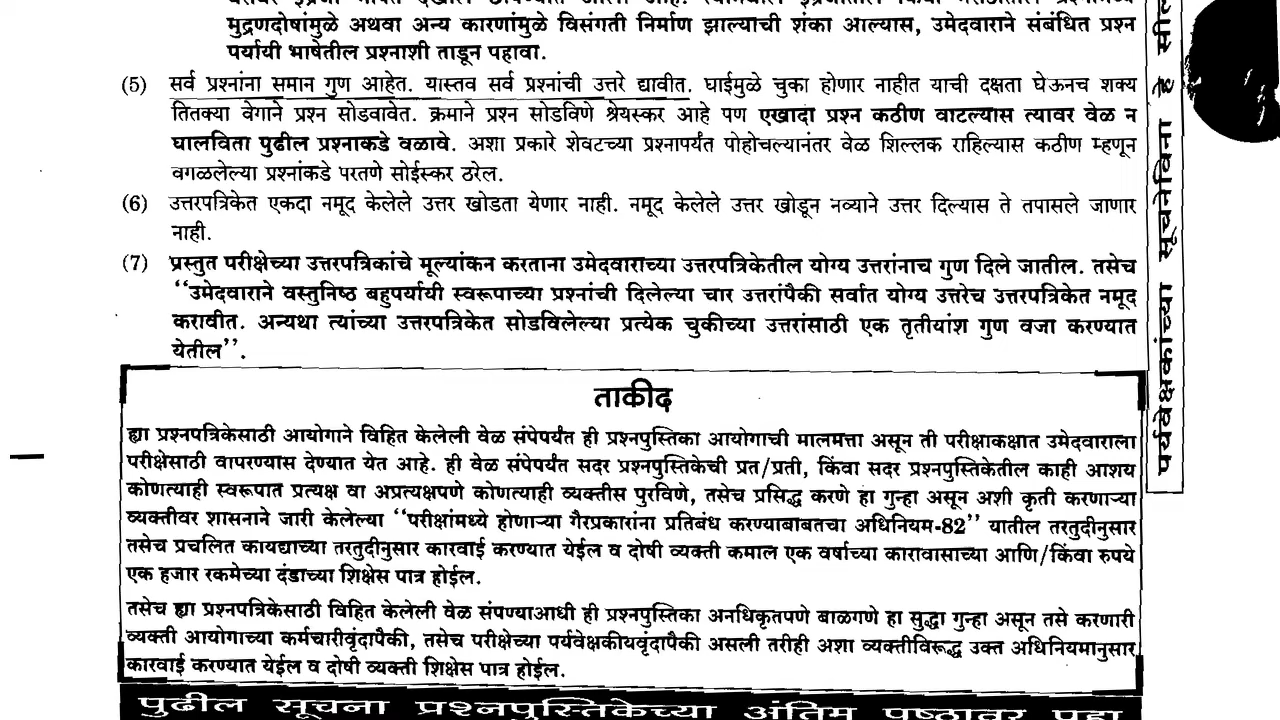 मुद्रणदोषांमुळे अथवा अन्य कारणांमुळे विसंगती निर्माण झाल्याची शंका आल्यास, उमेदवाराने संबंधित प्रश्न
पर्यायी भाषेतील प्रश्नाशी ताडून पहावा.
(5) सर्व प्रश्नांना समान गुण आहेत. यास्तव सर्व प्रश्नांची उत्तरे द्यावीत. घाईमुळे चुका होणार नाहीत याची दक्षता घेऊनच शक्य
तितक्या वेगाने प्रश्न सोडवावेत. क्रमाने प्रश्न सोडविणे श्रेयस्कर आहे पण एखादा प्रश्न कठीण वाटल्यास त्यावर वेळ न
घालविता पुढील प्रश्नाकडे वळावे. अशा प्रकारे शेवटच्या प्रश्नापर्यंत पोहोचल्यानंतर वेळ शिल्लक राहिल्यास कठीण म्हणून
वगळलेल्या प्रश्नांकडे परतणे सोईस्कर ठरेल.
(6) उत्तरपत्रिकेत एकदा नमूद केलेले उत्तर खोडता येणार नाही. नमूद केलेले उत्तर खोडून नव्याने उत्तर दिल्यास ते तपासले जाणार
नाही.
(7) प्रस्तुत परीक्षेच्या उत्तरपत्रिकांचे मूल्यांकन करताना उमेदवाराच्या उत्तरपत्रिकेतील योग्य उत्तरांनाच गुण दिले जातील. तसेच
“उमेदवाराने वस्तुनिष्ठ बहुपर्यायी स्वरूपाच्या प्रश्नांची दिलेल्या चार उत्तरांपैकी सर्वात योग्य उत्तरेच उत्तरपत्रिकेत नमूद
करावीत. अन्यथा त्यांच्या उत्तरपत्रिकेत सोडविलेल्या प्रत्येक चुकीच्या उत्तरांसाठी एक तृतीयांश गुण वजा करण्यात
येतील”.
ताकीद
ह्या प्रश्नपत्रिकेसाठी आयोगाने विहित केलेली वेळ संपेपर्यंत ही प्रश्नपुस्तिका आयोगाची मालमत्ता असून ती परीक्षाकक्षात उमेदवाराला
परीक्षेसाठी वापरण्यास देण्यात येत आहे. ही वेळ संपेपर्यंत सदर प्रश्नपुस्तिकेची प्रत/प्रती, किंवा सदर प्रश्नपुस्तिकेतील काही आशय
कोणत्याही स्वरूपात प्रत्यक्ष वा अप्रत्यक्षपणे कोणत्याही व्यक्तीस पुरविणे, तसेच प्रसिद्ध करणे हा गुन्हा असून अशी कृती करणाऱ्या
व्यक्तीवर शासनाने जारी केलेल्या “परीक्षांमध्ये होणाऱ्या गैरप्रकारांना प्रतिबंध करण्याबाबतचा अधिनियम-82” यातील तरतुदीनुसार
तसेच प्रचलित कायद्याच्या तरतुदीनुसार कारवाई करण्यात येईल व दोषी व्यक्ती कमाल एक वर्षाच्या कारावासाच्या आणि/किंवा रुपये
एक हजार रकमेच्या दंडाच्या शिक्षेस पात्र होईल.
तसेच ह्या प्रश्नपत्रिकेसाठी विहित केलेली वेळ संपण्याआधी ही प्रश्नपुस्तिका अनधिकृतपणे बाळगणे हा सुद्धा गुन्हा असून तसे करणारी
व्यक्ती आयोगाच्या कर्मचारीवृंदापैकी, तसेच परीक्षेच्या पर्यवेक्षकीयवृंदापैकी असली तरीही अशा व्यक्तीविरूद्ध उक्त अधिनियमानुसार
कारवाई करण्यात येईल व दोषी व्यक्ती शिक्षेस पात्र होईल.
पुढील सूचना प्रश्नपुस्तिकेच्या अंतिम पृष्ठावर पहा
पर्यवेक्षकांच्या सूचनेविना हे